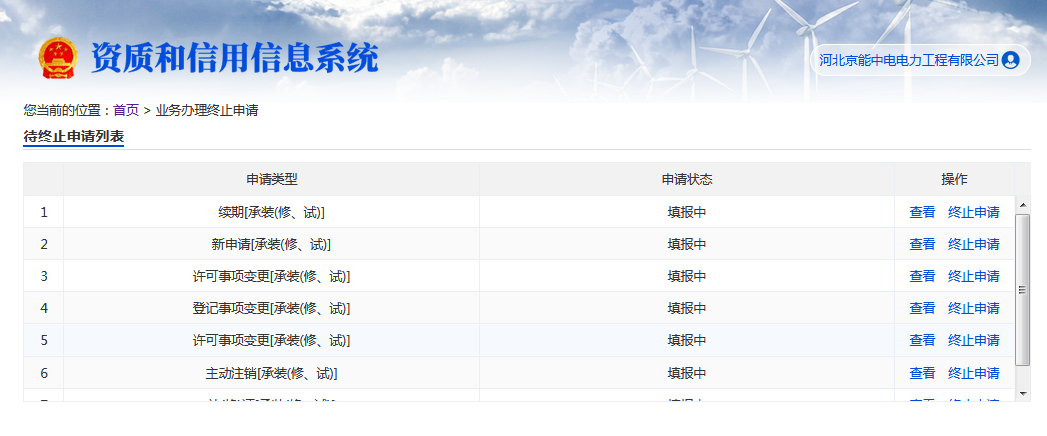 资质和信用信息系统
河北京能中电电力工程有限公司
您当前的位置：首页 > 业务办理终止申请
待终止申请列表
申请类型 申请状态 操作
1 续期[承装(修、试)] 填报中 查看 终止申请
2 新申请[承装(修、试)] 填报中 查看 终止申请
3 许可事项变更[承装(修、试)] 填报中 查看 终止申请
4 登记事项变更[承装(修、试)] 填报中 查看 终止申请
5 许可事项变更[承装(修、试)] 填报中 查看 终止申请
6 主动注销[承装(修、试)] 填报中 查看 终止申请